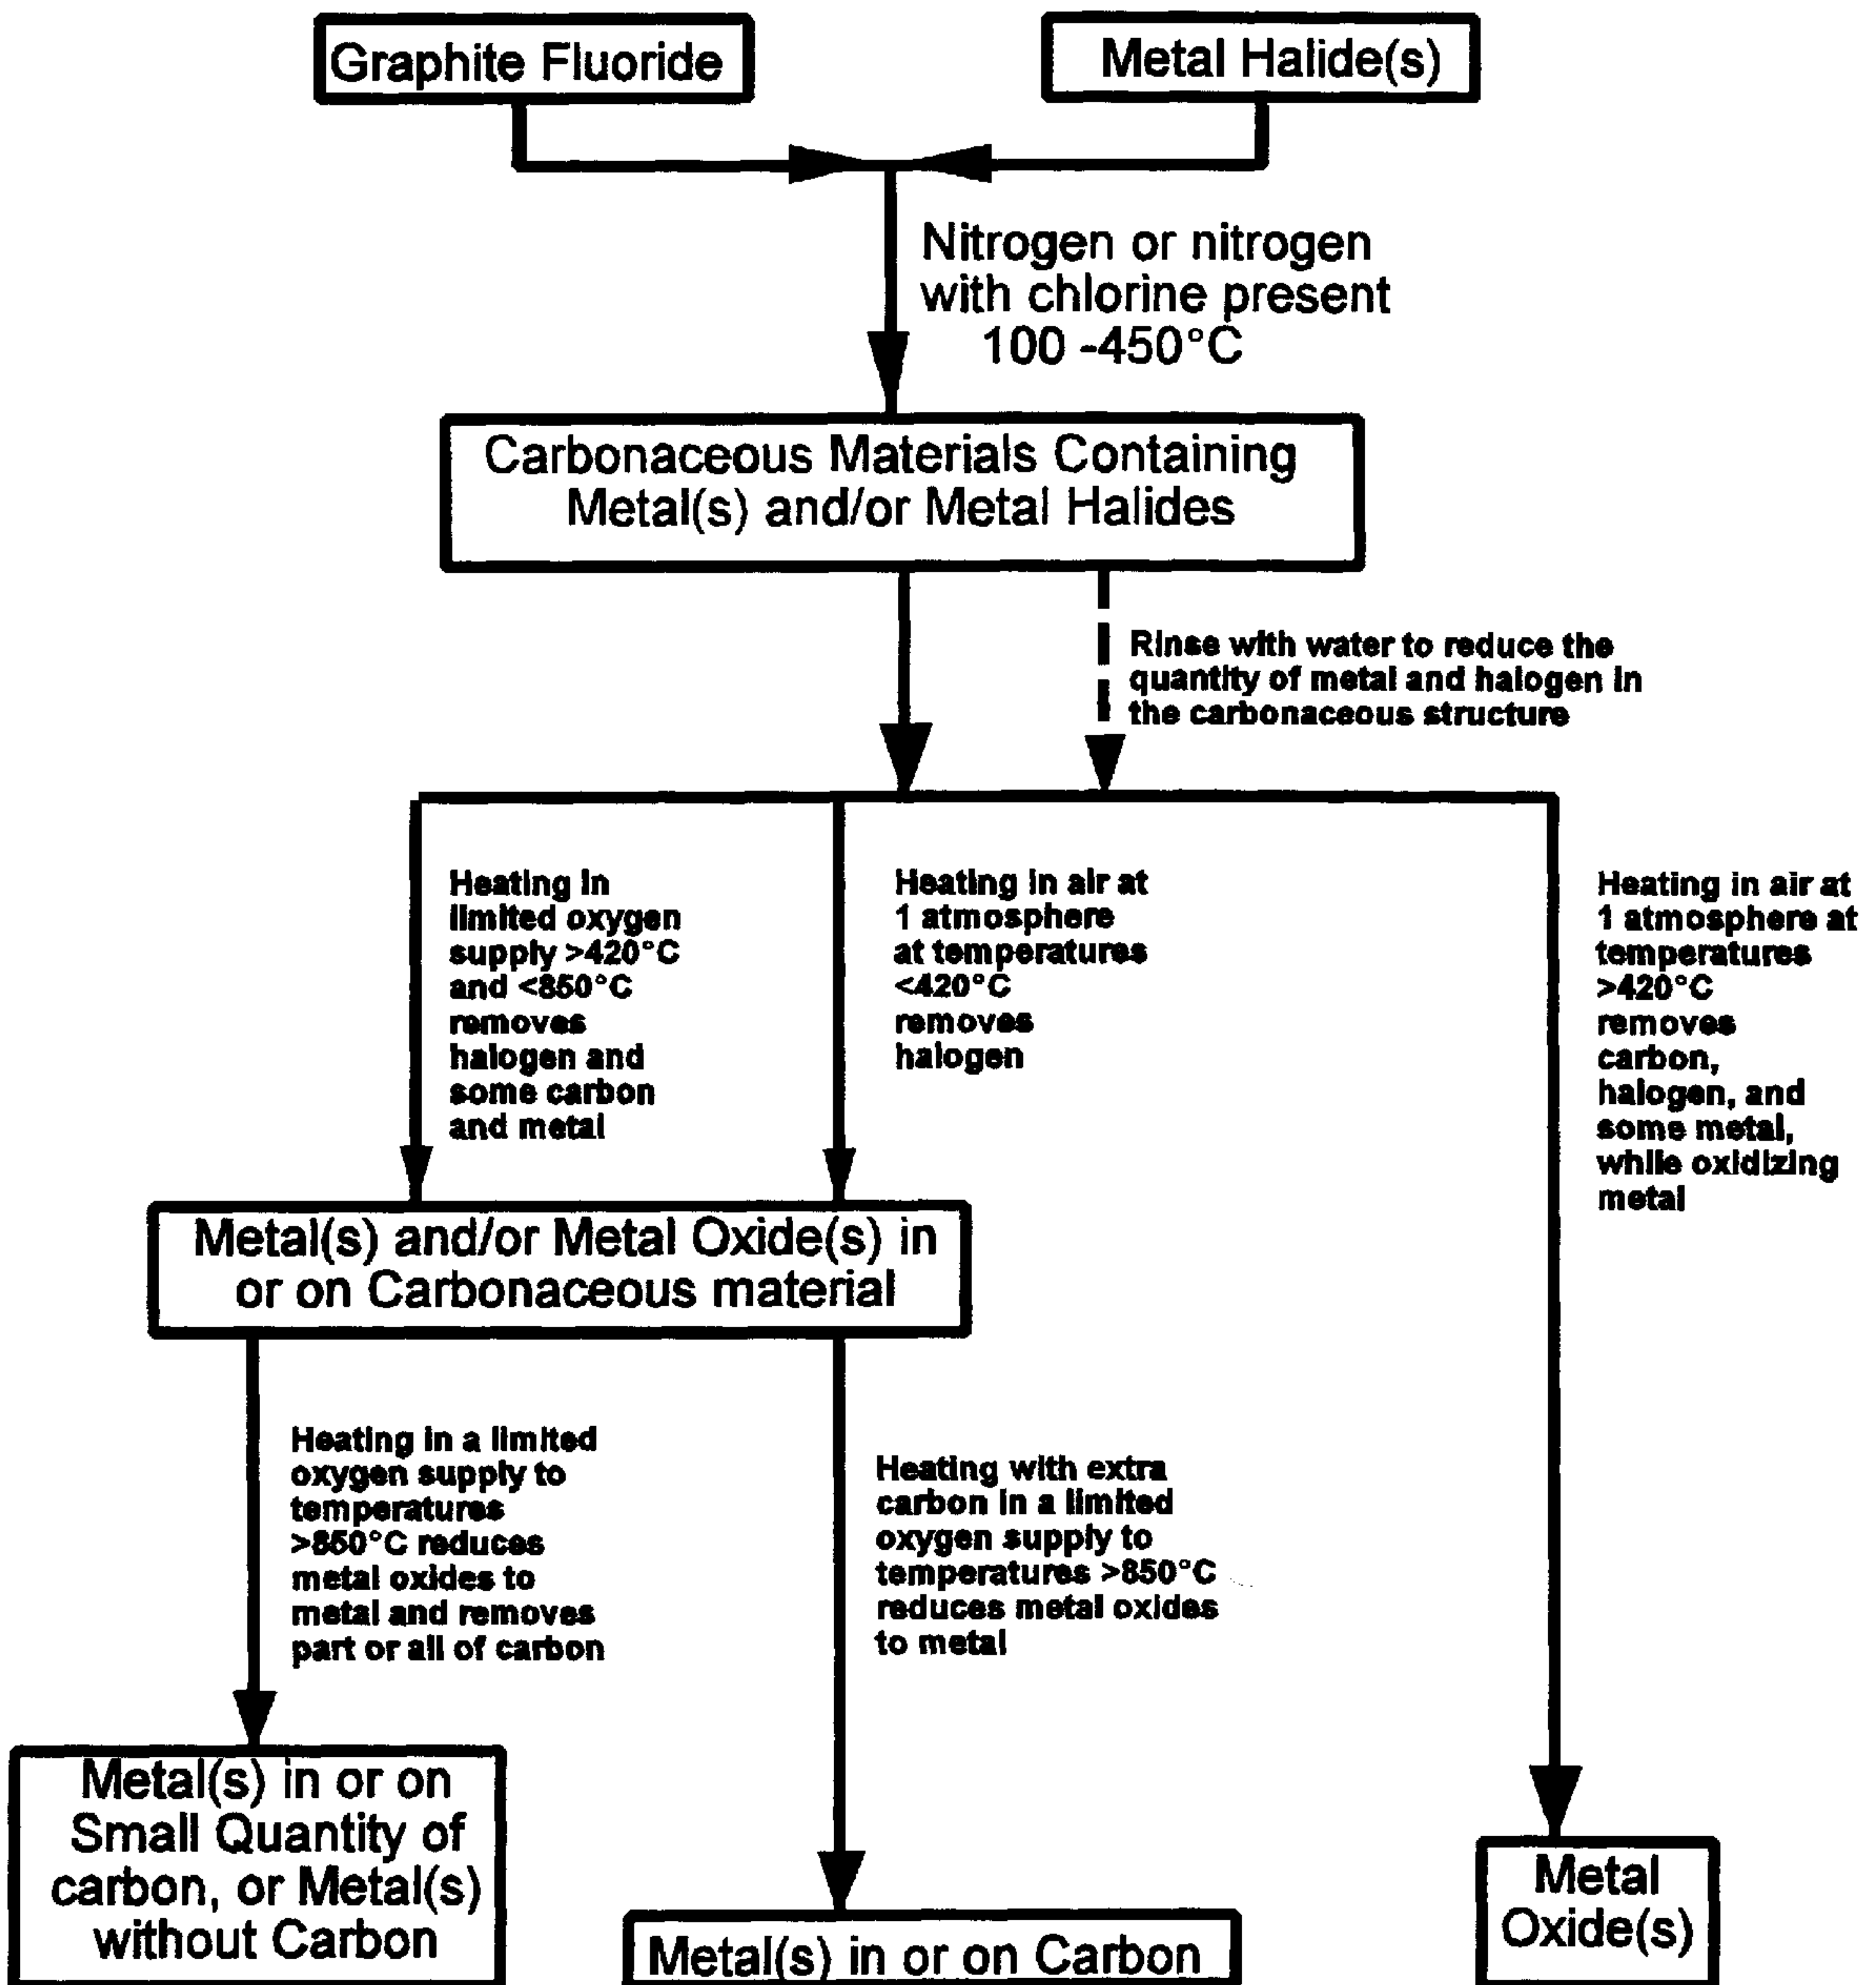 Graphite Fluoride
Metal Halide(s)
Nitrogen or nitrogen
with chlorine present
100 -450°C
Carbonaceous Materials Containing
Metal(s) and/or Metal Halides
Rinse with water to reduce the
quantity of metal and halogen in
the carbonaceous structure
Heating in
limited oxygen
supply >420°C
and <850°C
removes
halogen and
some carbon
and metal
Heating in air at
1 atmosphere
at temperatures
<420°C
removes
halogen
Heating in air at
1 atmosphere at
temperatures
>420°C
removes
carbon,
halogen, and
some metal,
while oxidizing
metal
Metal(s) and/or Metal Oxide(s) in
or on Carbonaceous material
Heating in a limited
oxygen supply to
temperatures
>850°C reduces
metal oxides to
metal and removes
part or all of carbon
Heating with extra
carbon in a limited
oxygen supply to
temperatures >850°C
reduces metal oxides
to metal
Metal(s) in or on
Small Quantity of
carbon, or Metal(s)
without Carbon
Metal(s) in or on Carbon
Metal
Oxide(s)